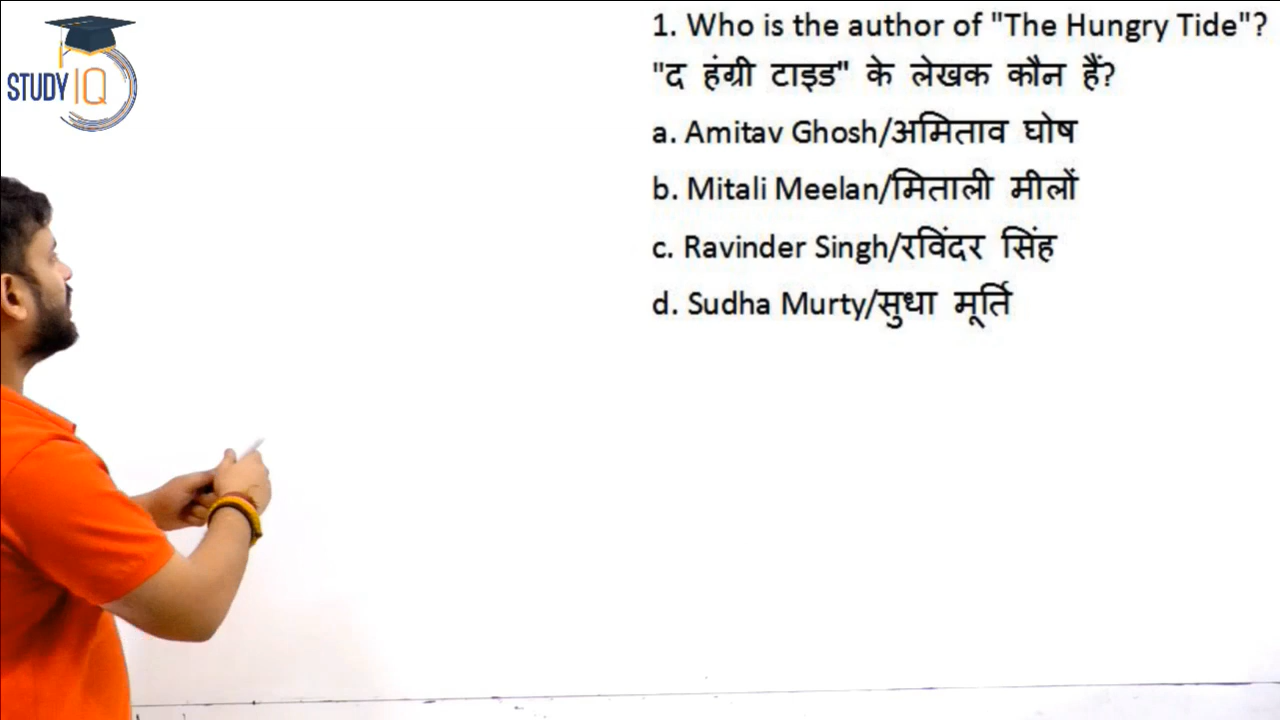 STUDY IQ
1. Who is the author of "The Hungry Tide"?
"द हंग्री टाइड" के लेखक कौन हैं?
a. Amitav Ghosh/अमिताव घोष
b. Mitali Meelan/मिताली मीलों
c. Ravinder Singh/रविंदर सिंह
d. Sudha Murty/सुधा मूर्ति